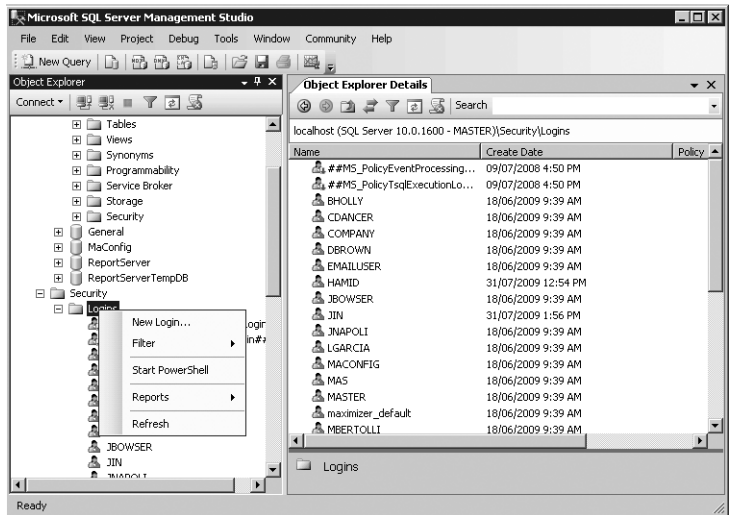 Microsoft SQL Server Management Studio
File Edit View Project Debug Tools Window Community Help
New Query
Object Explorer
Connect
Tables
Views
Synonyms
Programmability
Service Broker
Storage
Security
General
MaConfig
ReportServer
ReportServerTempDB
Security
Logins
New Login...
Filter
Start PowerShell
Reports
Refresh
JBOWSER
JIN
JNAPOLI
Object Explorer Details
Search
localhost (SQL Server 10.0.1600 - MASTER)\Security\Logins
Name Create Date Policy
##MS_PolicyEventProcessing... 09/07/2008 4:50 PM
##MS_PolicyTsqlExecutionLo... 09/07/2008 4:50 PM
BHOLLY 18/06/2009 9:39 AM
CDANCER 18/06/2009 9:39 AM
COMPANY 18/06/2009 9:39 AM
DBROWN 18/06/2009 9:39 AM
EMAILUSER 18/06/2009 9:39 AM
HAMID 31/07/2009 12:54 PM
JBOWSER 18/06/2009 9:39 AM
JIN 31/07/2009 1:56 PM
JNAPOLI 18/06/2009 9:39 AM
LGARCIA 18/06/2009 9:39 AM
MACONFIG 18/06/2009 9:39 AM
MAS 18/06/2009 9:39 AM
MASTER 18/06/2009 9:39 AM
maximizer_default 18/06/2009 9:39 AM
MBERTOLLI 18/06/2009 9:39 AM
Logins
Ready